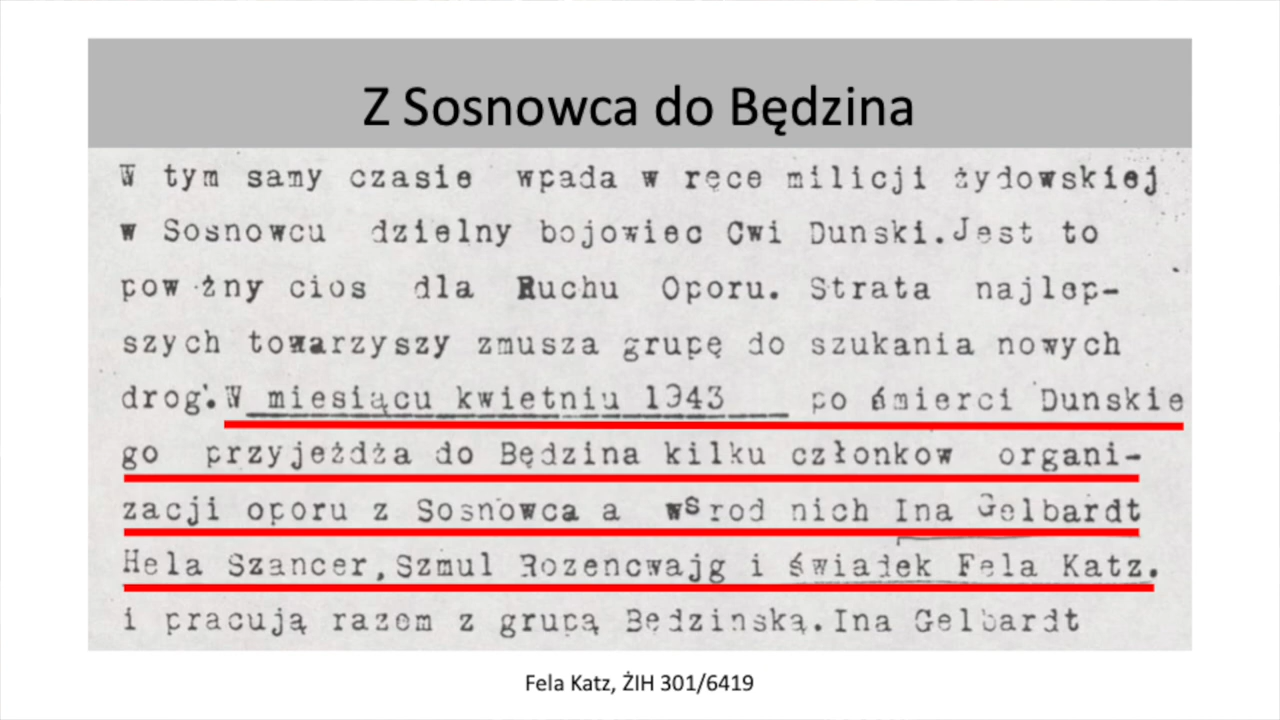 Z Sosnowca do Będzina
W tym samy czasie wpada w ręce milicji żydowskiej
w Sosnowcu dzielny bojowiec Cwi Dunski.Jest to
pow żny cios dla Ruchu Oporu. Strata najlep-
szych towarzyszy zmusza grupę do szukania nowych
drog.W miesiącu kwietniu 1943 po śmierci Dunskie
go przyjeżdża do Będzina kilku członkow organi-
zacji oporu z Sosnowca a wSrod nich Ina Gelbardt
Hela Szancer,Szmul Rozencwajg i świadek Fela Katz.
i pracują razem z grupą Bedzinską.Ina Gelbardt
Fela Katz, ŻIH 301/6419